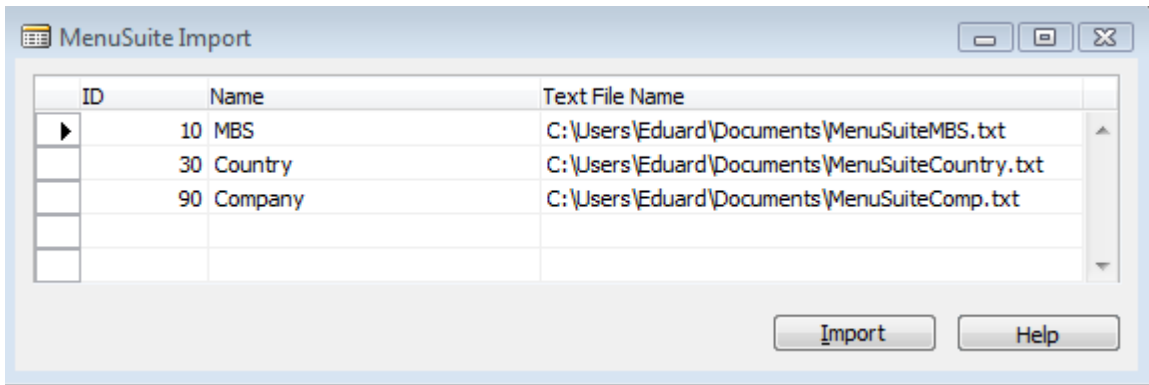 MenuSuite Import
ID Name Text File Name
10 MBS C:\Users\Eduard\Documents\MenuSuiteMBS.txt
30 Country C:\Users\Eduard\Documents\MenuSuiteCountry.txt
90 Company C:\Users\Eduard\Documents\MenuSuiteComp.txt
Import Help